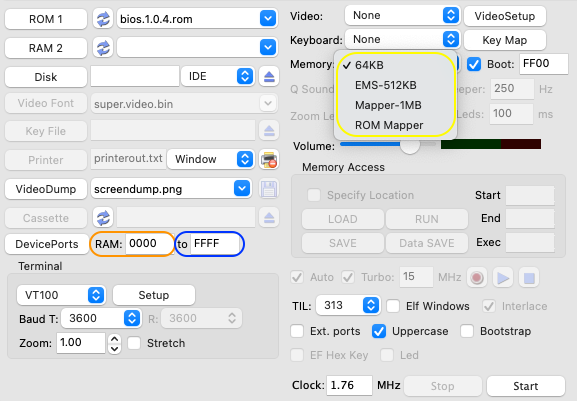 ROM 1 bios.1.0.4.rom
RAM 2
Disk IDE
Video Font super.video.bin
Key File
Printer printerout.txt Window
VideoDump screendump.png
Cassette
DevicePorts RAM: 0000 to FFFF
Terminal
VT100 Setup
Baud T: 3600 R: 3600
Zoom: 1.00 Stretch
Video: None VideoSetup
Keyboard: None Key Map
Memory: Boot: FF00
✓ 64KB
EMS-512KB
Mapper-1MB
ROM Mapper
Q Sound 250 Hz
Zoom Leds: 100 ms
Volume:
Memory Access
Specify Location Start
LOAD RUN End
SAVE Data SAVE Exec
Auto Turbo: 15 MHz
TIL: 313 Elf Windows Interlace
Ext. ports Uppercase Bootstrap
EF Hex Key Led
Clock: 1.76 MHz Stop Start